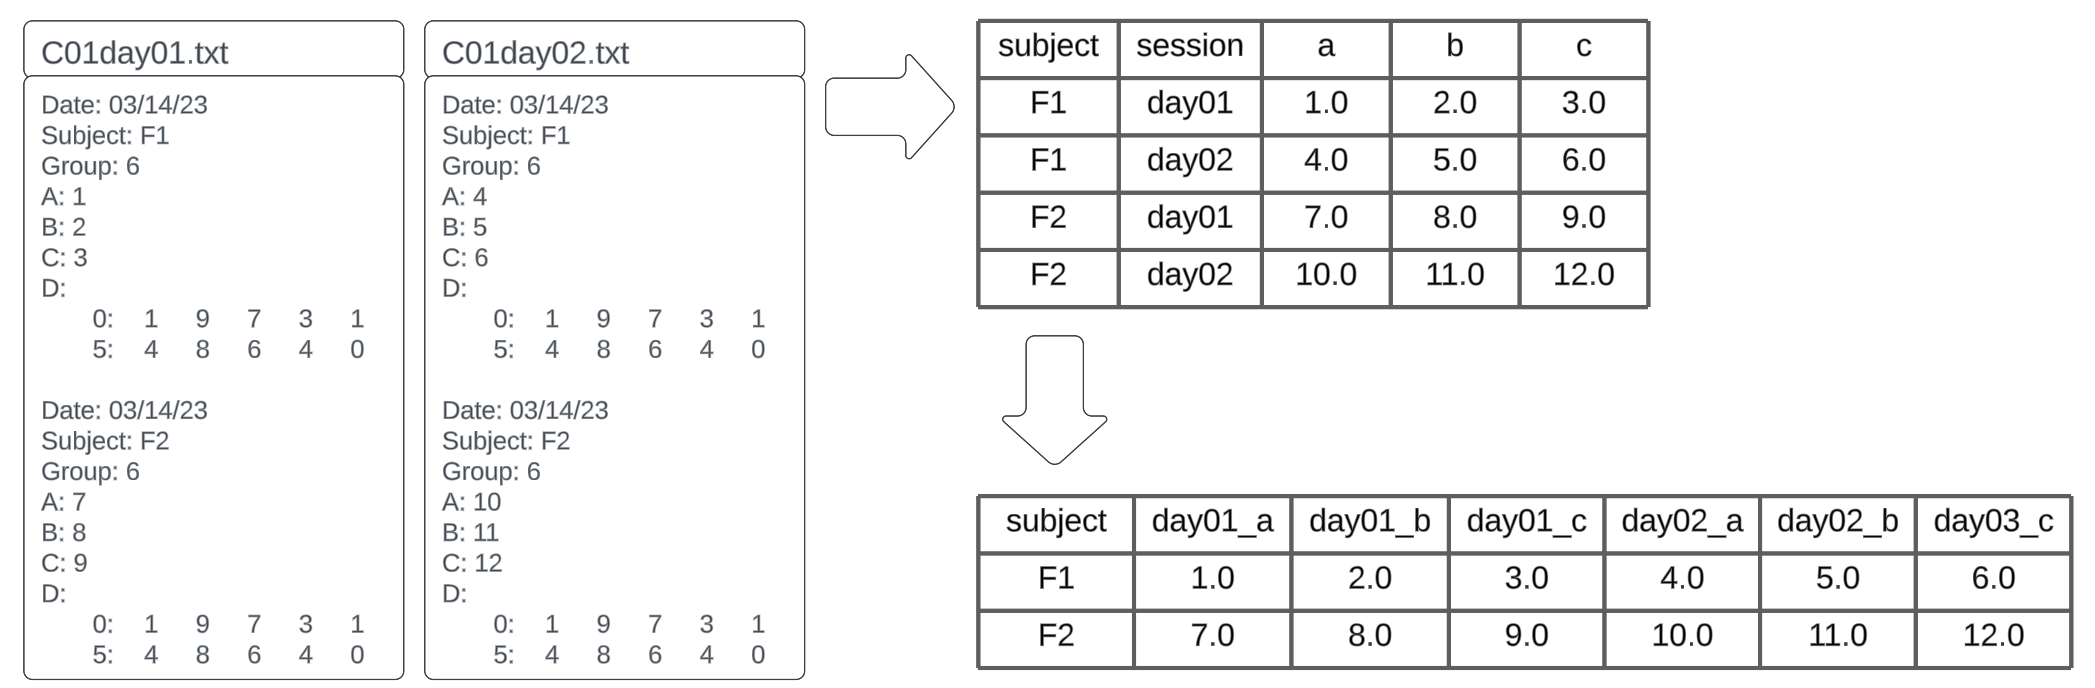 C01day01.txt
Date: 03/14/23
Subject: F1
Group: 6
A: 1
B: 2
C: 3
D:
0: 1 9 7 3 1
5: 4 8 6 4 0
Date: 03/14/23
Subject: F2
Group: 6
A: 7
B: 8
C: 9
D:
0: 1 9 7 3 1
5: 4 8 6 4 0
C01day02.txt
Date: 03/14/23
Subject: F1
Group: 6
A: 4
B: 5
C: 6
D:
0: 1 9 7 3 1
5: 4 8 6 4 0
Date: 03/14/23
Subject: F2
Group: 6
A: 10
B: 11
C: 12
D:
0: 1 9 7 3 1
5: 4 8 6 4 0
subject session a b c
F1 day01 1.0 2.0 3.0
F1 day02 4.0 5.0 6.0
F2 day01 7.0 8.0 9.0
F2 day02 10.0 11.0 12.0
subject day01_a day01_b day01_c day02_a day02_b day03_c
F1 1.0 2.0 3.0 4.0 5.0 6.0
F2 7.0 8.0 9.0 10.0 11.0 12.0